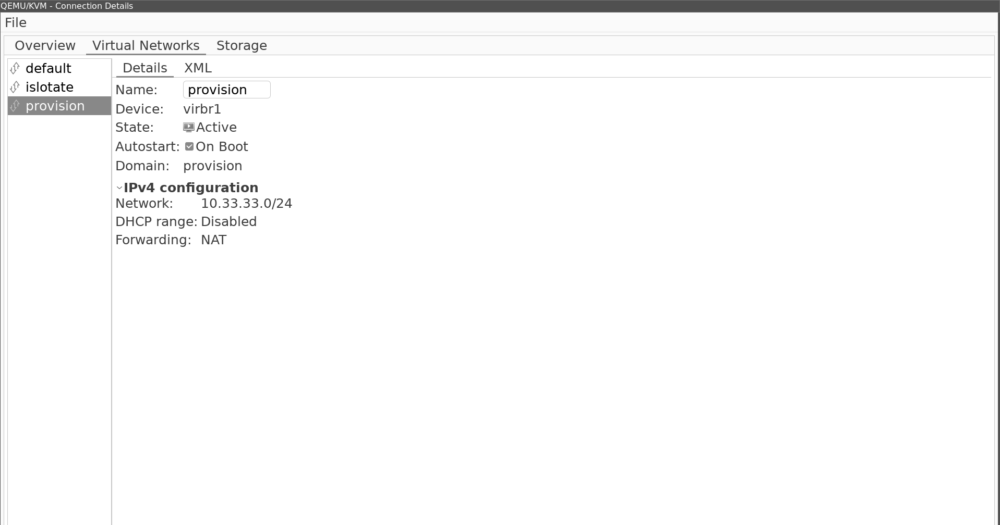 QEMU/KVM - Connection Details
File
Overview Virtual Networks Storage
default
islotate
provision
Details XML
Name: provision
Device: virbr1
State: Active
Autostart: On Boot
Domain: provision
IPv4 configuration
Network: 10.33.33.0/24
DHCP range: Disabled
Forwarding: NAT